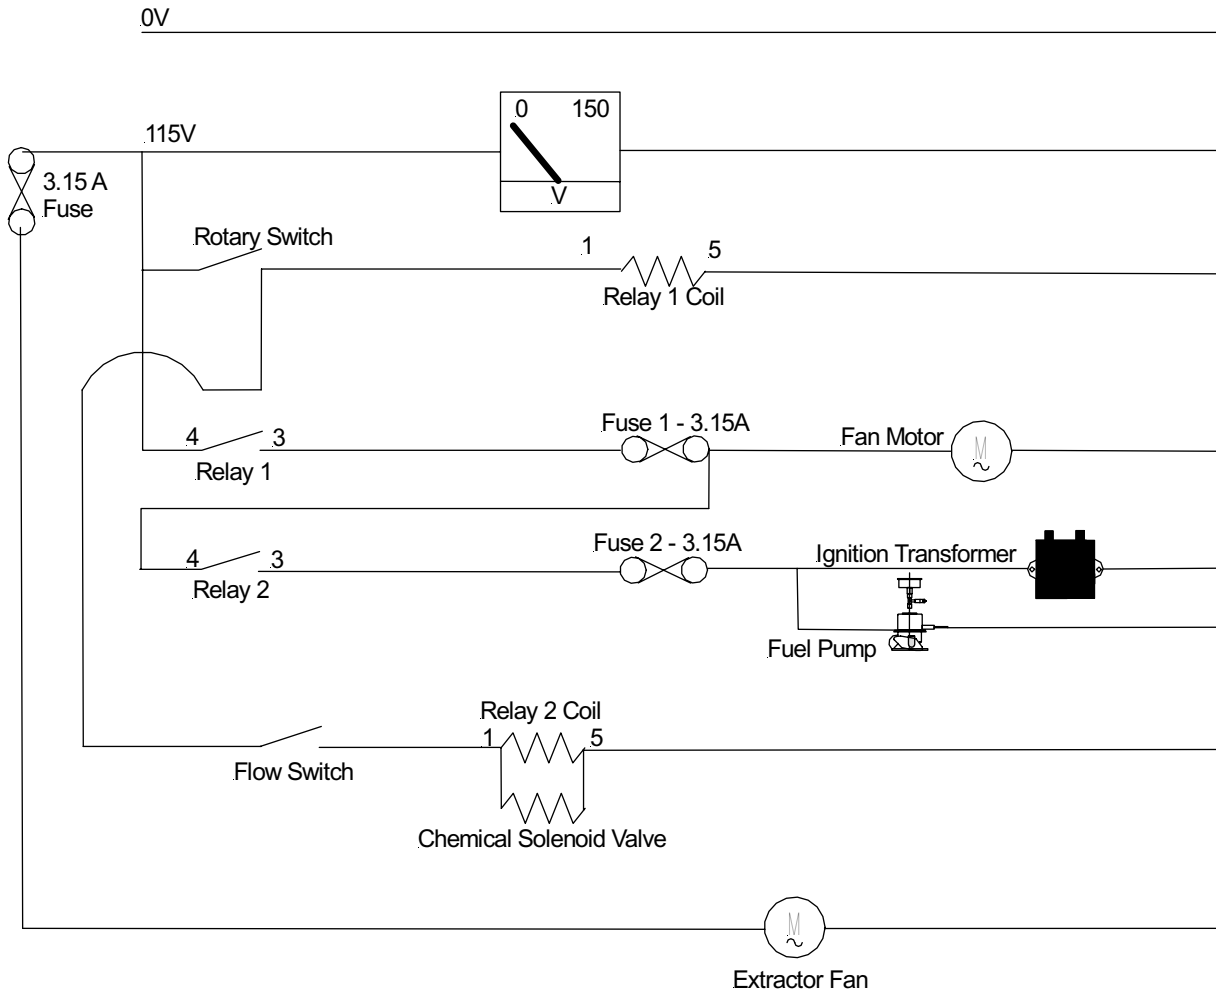 0V
0 150
115V
V
3.15 A
Fuse
Rotary Switch
1 5
Relay 1 Coil
4 3
Relay 1
Fuse 1 - 3.15A
Fan Motor
M
4 3
Relay 2
Fuse 2 - 3.15A
Ignition Transformer
Fuel Pump
Relay 2 Coil
1 5
Flow Switch
Chemical Solenoid Valve
M
Extractor Fan